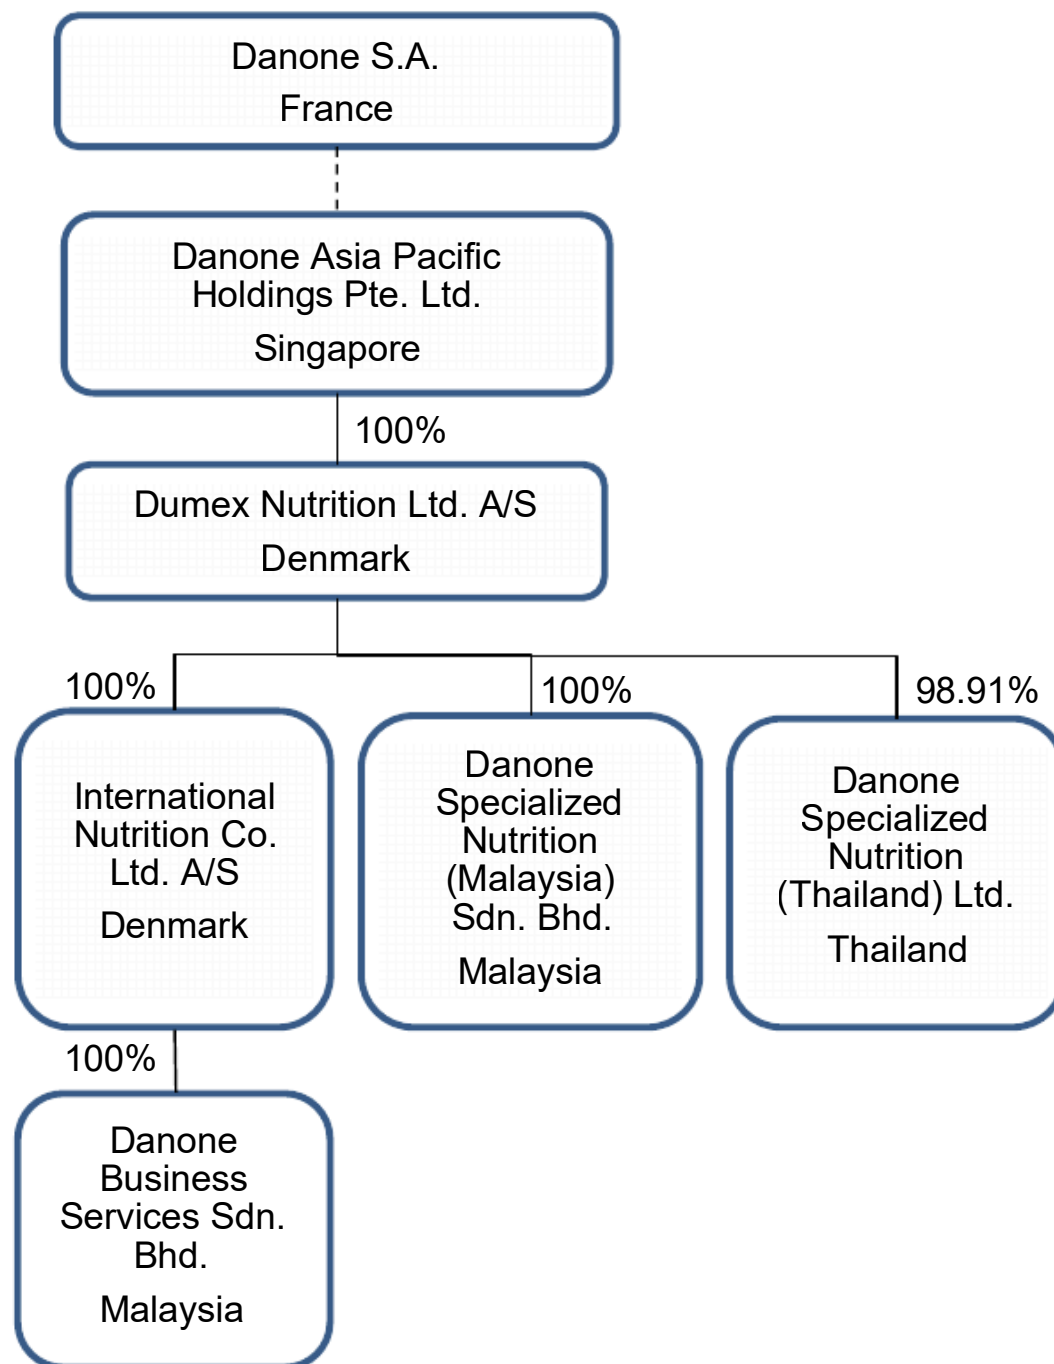 Danone S.A.
France
Danone Asia Pacific
Holdings Pte. Ltd.
Singapore
100%
Dumex Nutrition Ltd. A/S
Denmark
100%
International
Nutrition Co.
Ltd. A/S
Denmark
100%
Danone
Specialized
Nutrition
(Malaysia)
Sdn. Bhd.
Malaysia
98.91%
Danone
Specialized
Nutrition
(Thailand) Ltd.
Thailand
100%
Danone
Business
Services Sdn.
Bhd.
Malaysia